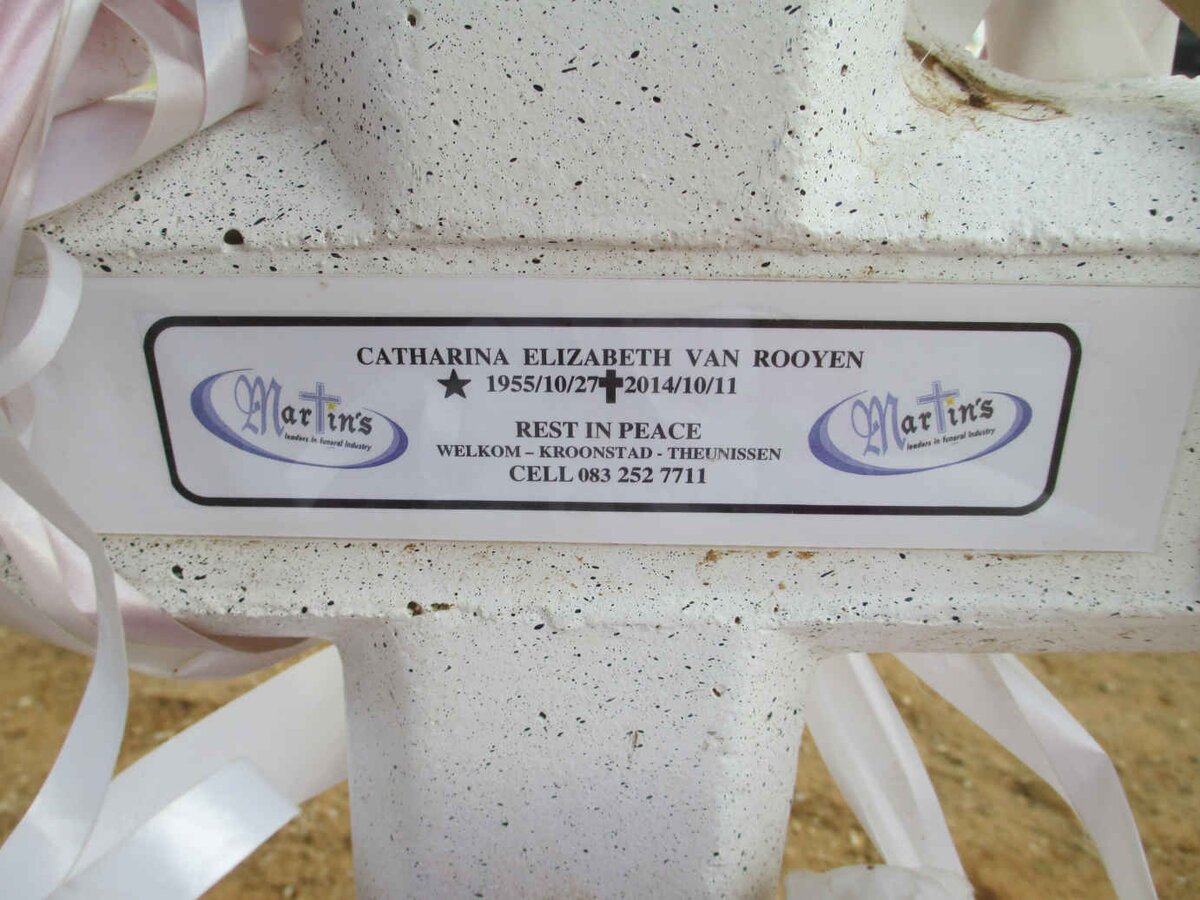 CATHARINA ELIZABETH VAN ROOYEN
★ 1955/10/27✝2014/10/11
Martin's
leaders in funeral industry
Martin's
leaders in funeral industry
REST IN PEACE
WELKOM – KROONSTAD - THEUNISSEN
CELL 083 252 7711